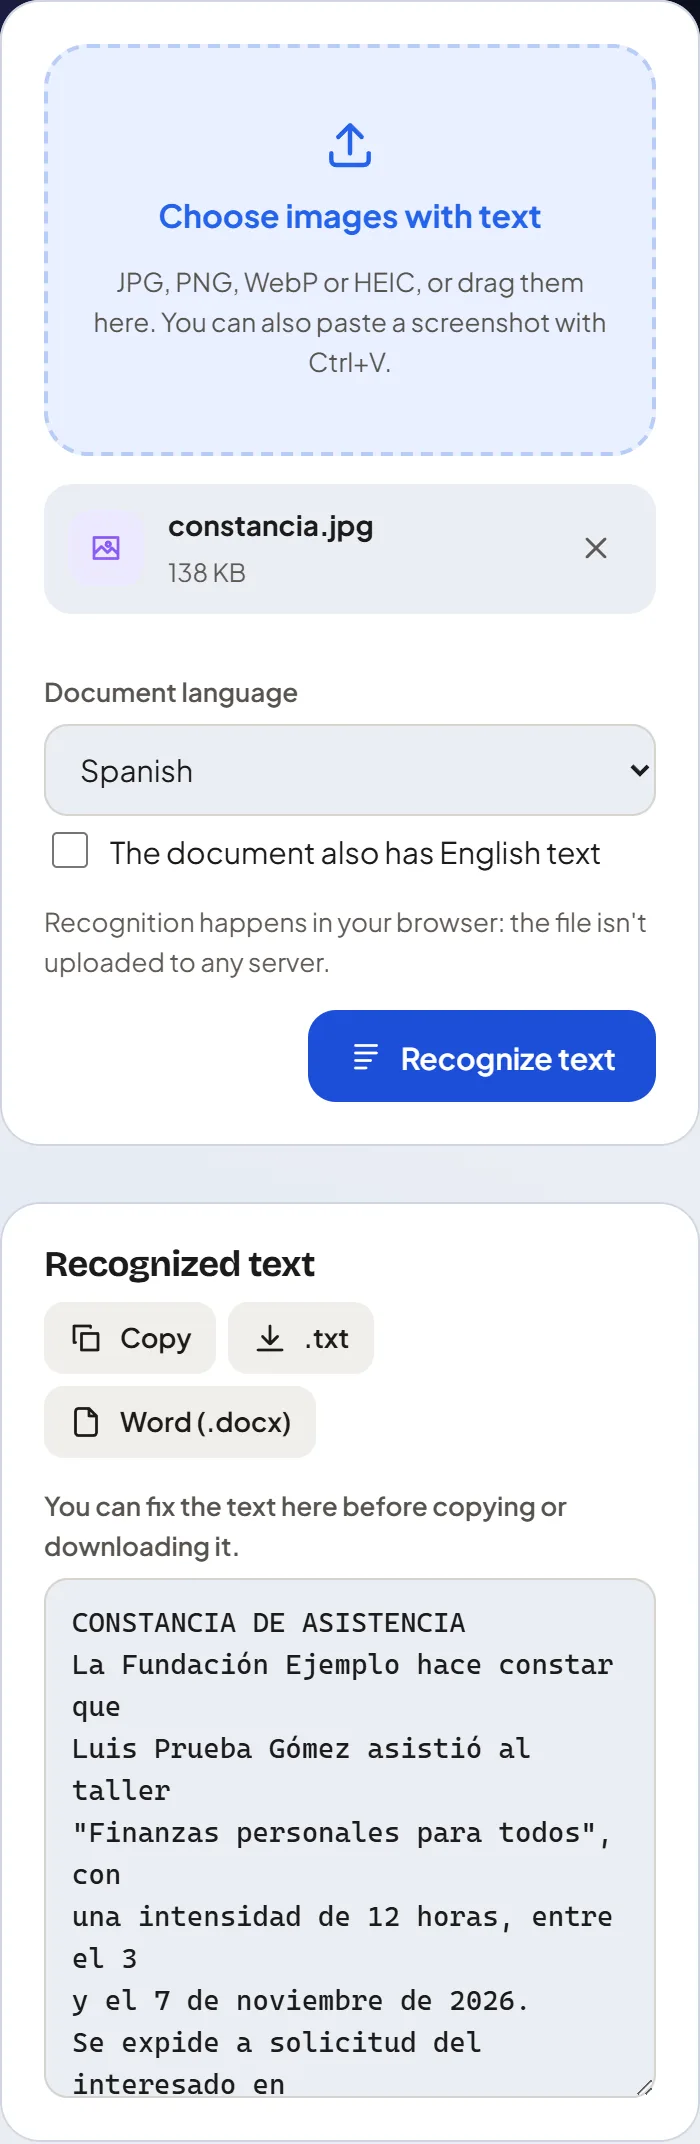 Choose images with text
JPG, PNG, WebP or HEIC, or drag them
here. You can also paste a screenshot with
Ctrl+V.
constancia.jpg
138 KB
Document language
Spanish
The document also has English text
Recognition happens in your browser: the file isn't
uploaded to any server.
Recognize text
Recognized text
Copy
.txt
Word (.docx)
You can fix the text here before copying or
downloading it.
CONSTANCIA DE ASISTENCIA
La Fundación Ejemplo hace constar
que
Luis Prueba Gómez asistió al
taller
"Finanzas personales para todos",
con
una intensidad de 12 horas, entre
el 3
y el 7 de noviembre de 2026.
Se expide a solicitud del
interesado en